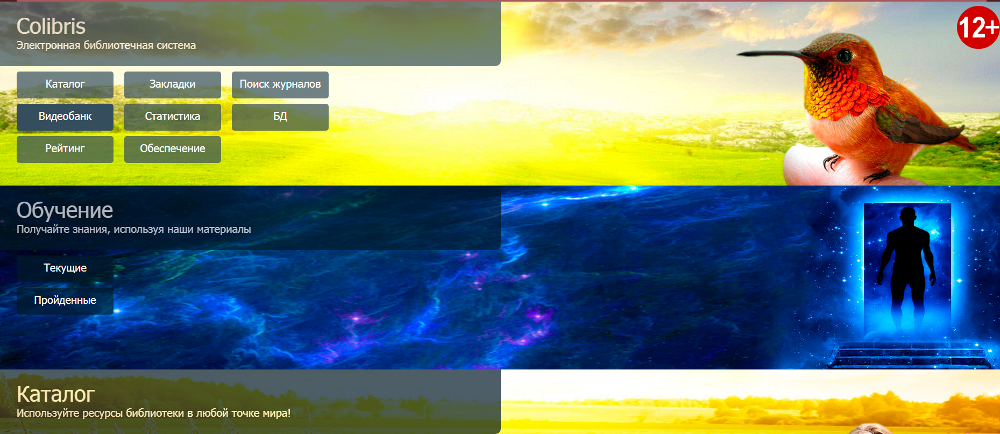 Colibris
Электронная библиотечная система
12+
Каталог
Закладки
Поиск журналов
Видеобанк
Статистика
БД
Рейтинг
Обеспечение
Обучение
Получайте знания, используя наши материалы
Текущие
Пройденные
Каталог
Используйте ресурсы библиотеки в любой точке мира!